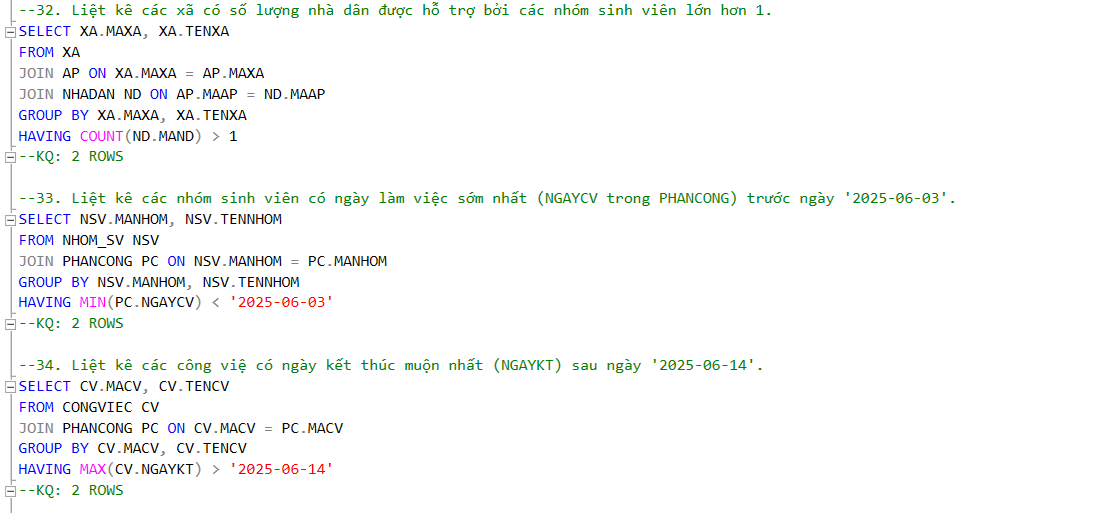 --32. Liệt kê các xã có số lượng nhà dân được hỗ trợ bởi các nhóm sinh viên lớn hơn 1.
SELECT XA.MAXA, XA.TENXA
FROM XA
JOIN AP ON XA.MAXA = AP.MAXA
JOIN NHADAN ND ON AP.MAAP = ND.MAAP
GROUP BY XA.MAXA, XA.TENXA
HAVING COUNT(ND.MAND) > 1
--KQ: 2 ROWS
--33. Liệt kê các nhóm sinh viên có ngày làm việc sớm nhất (NGAYCV trong PHANCONG) trước ngày '2025-06-03'.
SELECT NSV.MANHOM, NSV.TENNHOM
FROM NHOM_SV NSV
JOIN PHANCONG PC ON NSV.MANHOM = PC.MANHOM
GROUP BY NSV.MANHOM, NSV.TENNHOM
HAVING MIN(PC.NGAYCV) < '2025-06-03'
--KQ: 2 ROWS
--34. Liệt kê các công việ có ngày kết thúc muộn nhất (NGAYKT) sau ngày '2025-06-14'.
SELECT CV.MACV, CV.TENCV
FROM CONGVIEC CV
JOIN PHANCONG PC ON CV.MACV = PC.MACV
GROUP BY CV.MACV, CV.TENCV
HAVING MAX(CV.NGAYKT) > '2025-06-14'
--KQ: 2 ROWS